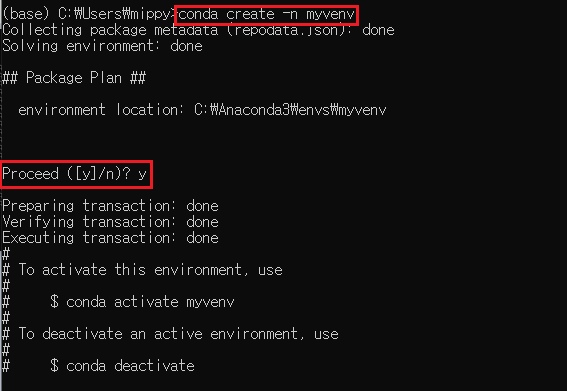 (base) C:₩Users₩mippy>conda create -n myvenv
Collecting package metadata (repodata.json): done
Solving environment: done
## Package Plan ##
environment location: C:₩Anaconda3₩envs₩myvenv
Proceed ([y]/n)? y
Preparing transaction: done
Verifying transaction: done
Executing transaction: done
#
# To activate this environment, use
#
#     $ conda activate myvenv
#
# To deactivate an active environment, use
#
#     $ conda deactivate